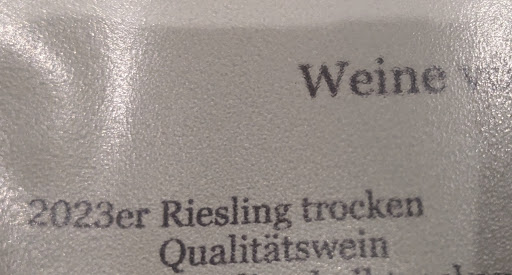 Weine
2023er Riesling trocken
Qualitätswein